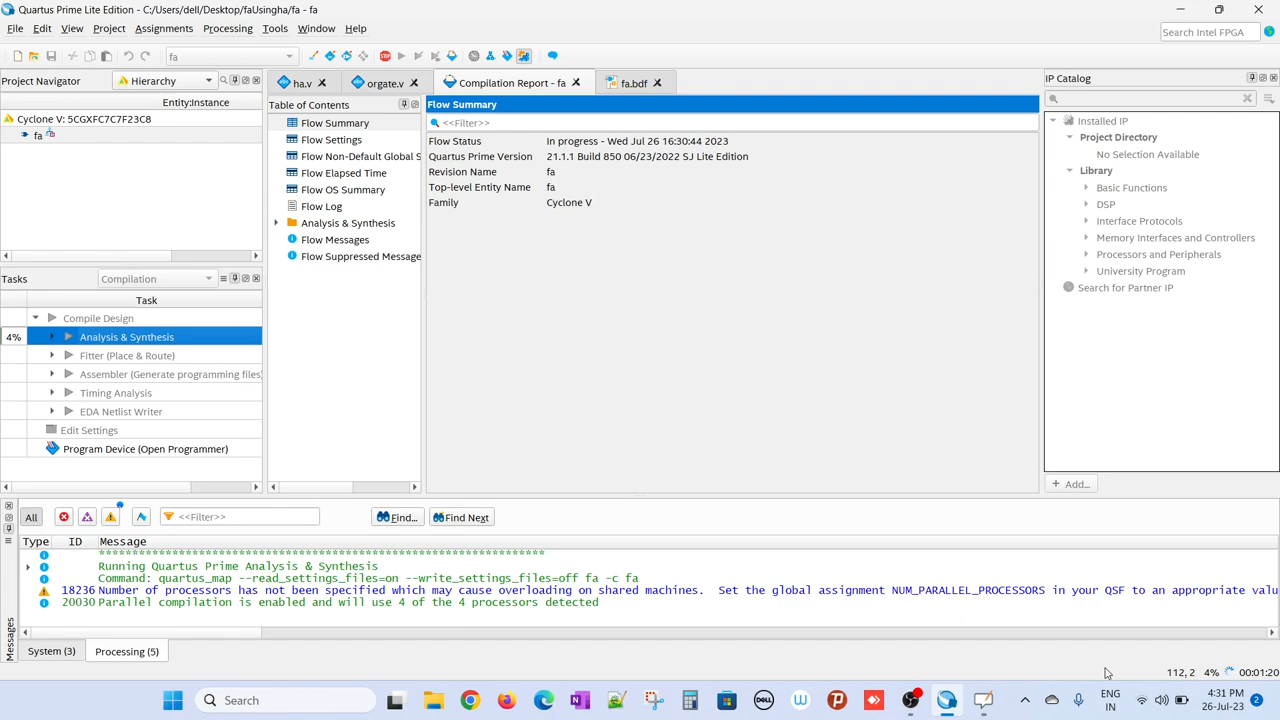 Quartus Prime Lite Edition - C:/Users/dell/Desktop/faUsingha/fa - fa
File Edit View Project Assignments Processing Tools Window Help
Search Intel FPGA
fa
Project Navigator
Hierarchy
Entity:Instance
Cyclone V: 5CGXFC7C7F23C8
fa
Tasks
Compilation
Task
Compile Design
4%
Analysis & Synthesis
Fitter (Place & Route)
Assembler (Generate programming files)
Timing Analysis
EDA Netlist Writer
Edit Settings
Program Device (Open Programmer)
ha.v
orgate.v
Compilation Report - fa
fa.bdf
Table of Contents
Flow Summary
Flow Settings
Flow Non-Default Global S
Flow Elapsed Time
Flow OS Summary
Flow Log
Analysis & Synthesis
Flow Messages
Flow Suppressed Message
Flow Summary
<<Filter>>
Flow Status In progress - Wed Jul 26 16:30:44 2023
Quartus Prime Version 21.1.1 Build 850 06/23/2022 SJ Lite Edition
Revision Name fa
Top-level Entity Name fa
Family Cyclone V
IP Catalog
Installed IP
Project Directory
No Selection Available
Library
Basic Functions
DSP
Interface Protocols
Memory Interfaces and Controllers
Processors and Peripherals
University Program
Search for Partner IP
+ Add...
All
<<Filter>>
Find...
Find Next
Type ID Message
*******************************************************************
Running Quartus Prime Analysis & Synthesis
Command: quartus_map --read_settings_files=on --write_settings_files=off fa -c fa
18236 Number of processors has not been specified which may cause overloading on shared machines. Set the global assignment NUM_PARALLEL_PROCESSORS in your QSF to an appropriate valu
20030 Parallel compilation is enabled and will use 4 of the 4 processors detected
Messages
System (3)
Processing (5)
112, 2 4% 00:01:20
Search
ENG
IN
4:31 PM
26-Jul-23
2